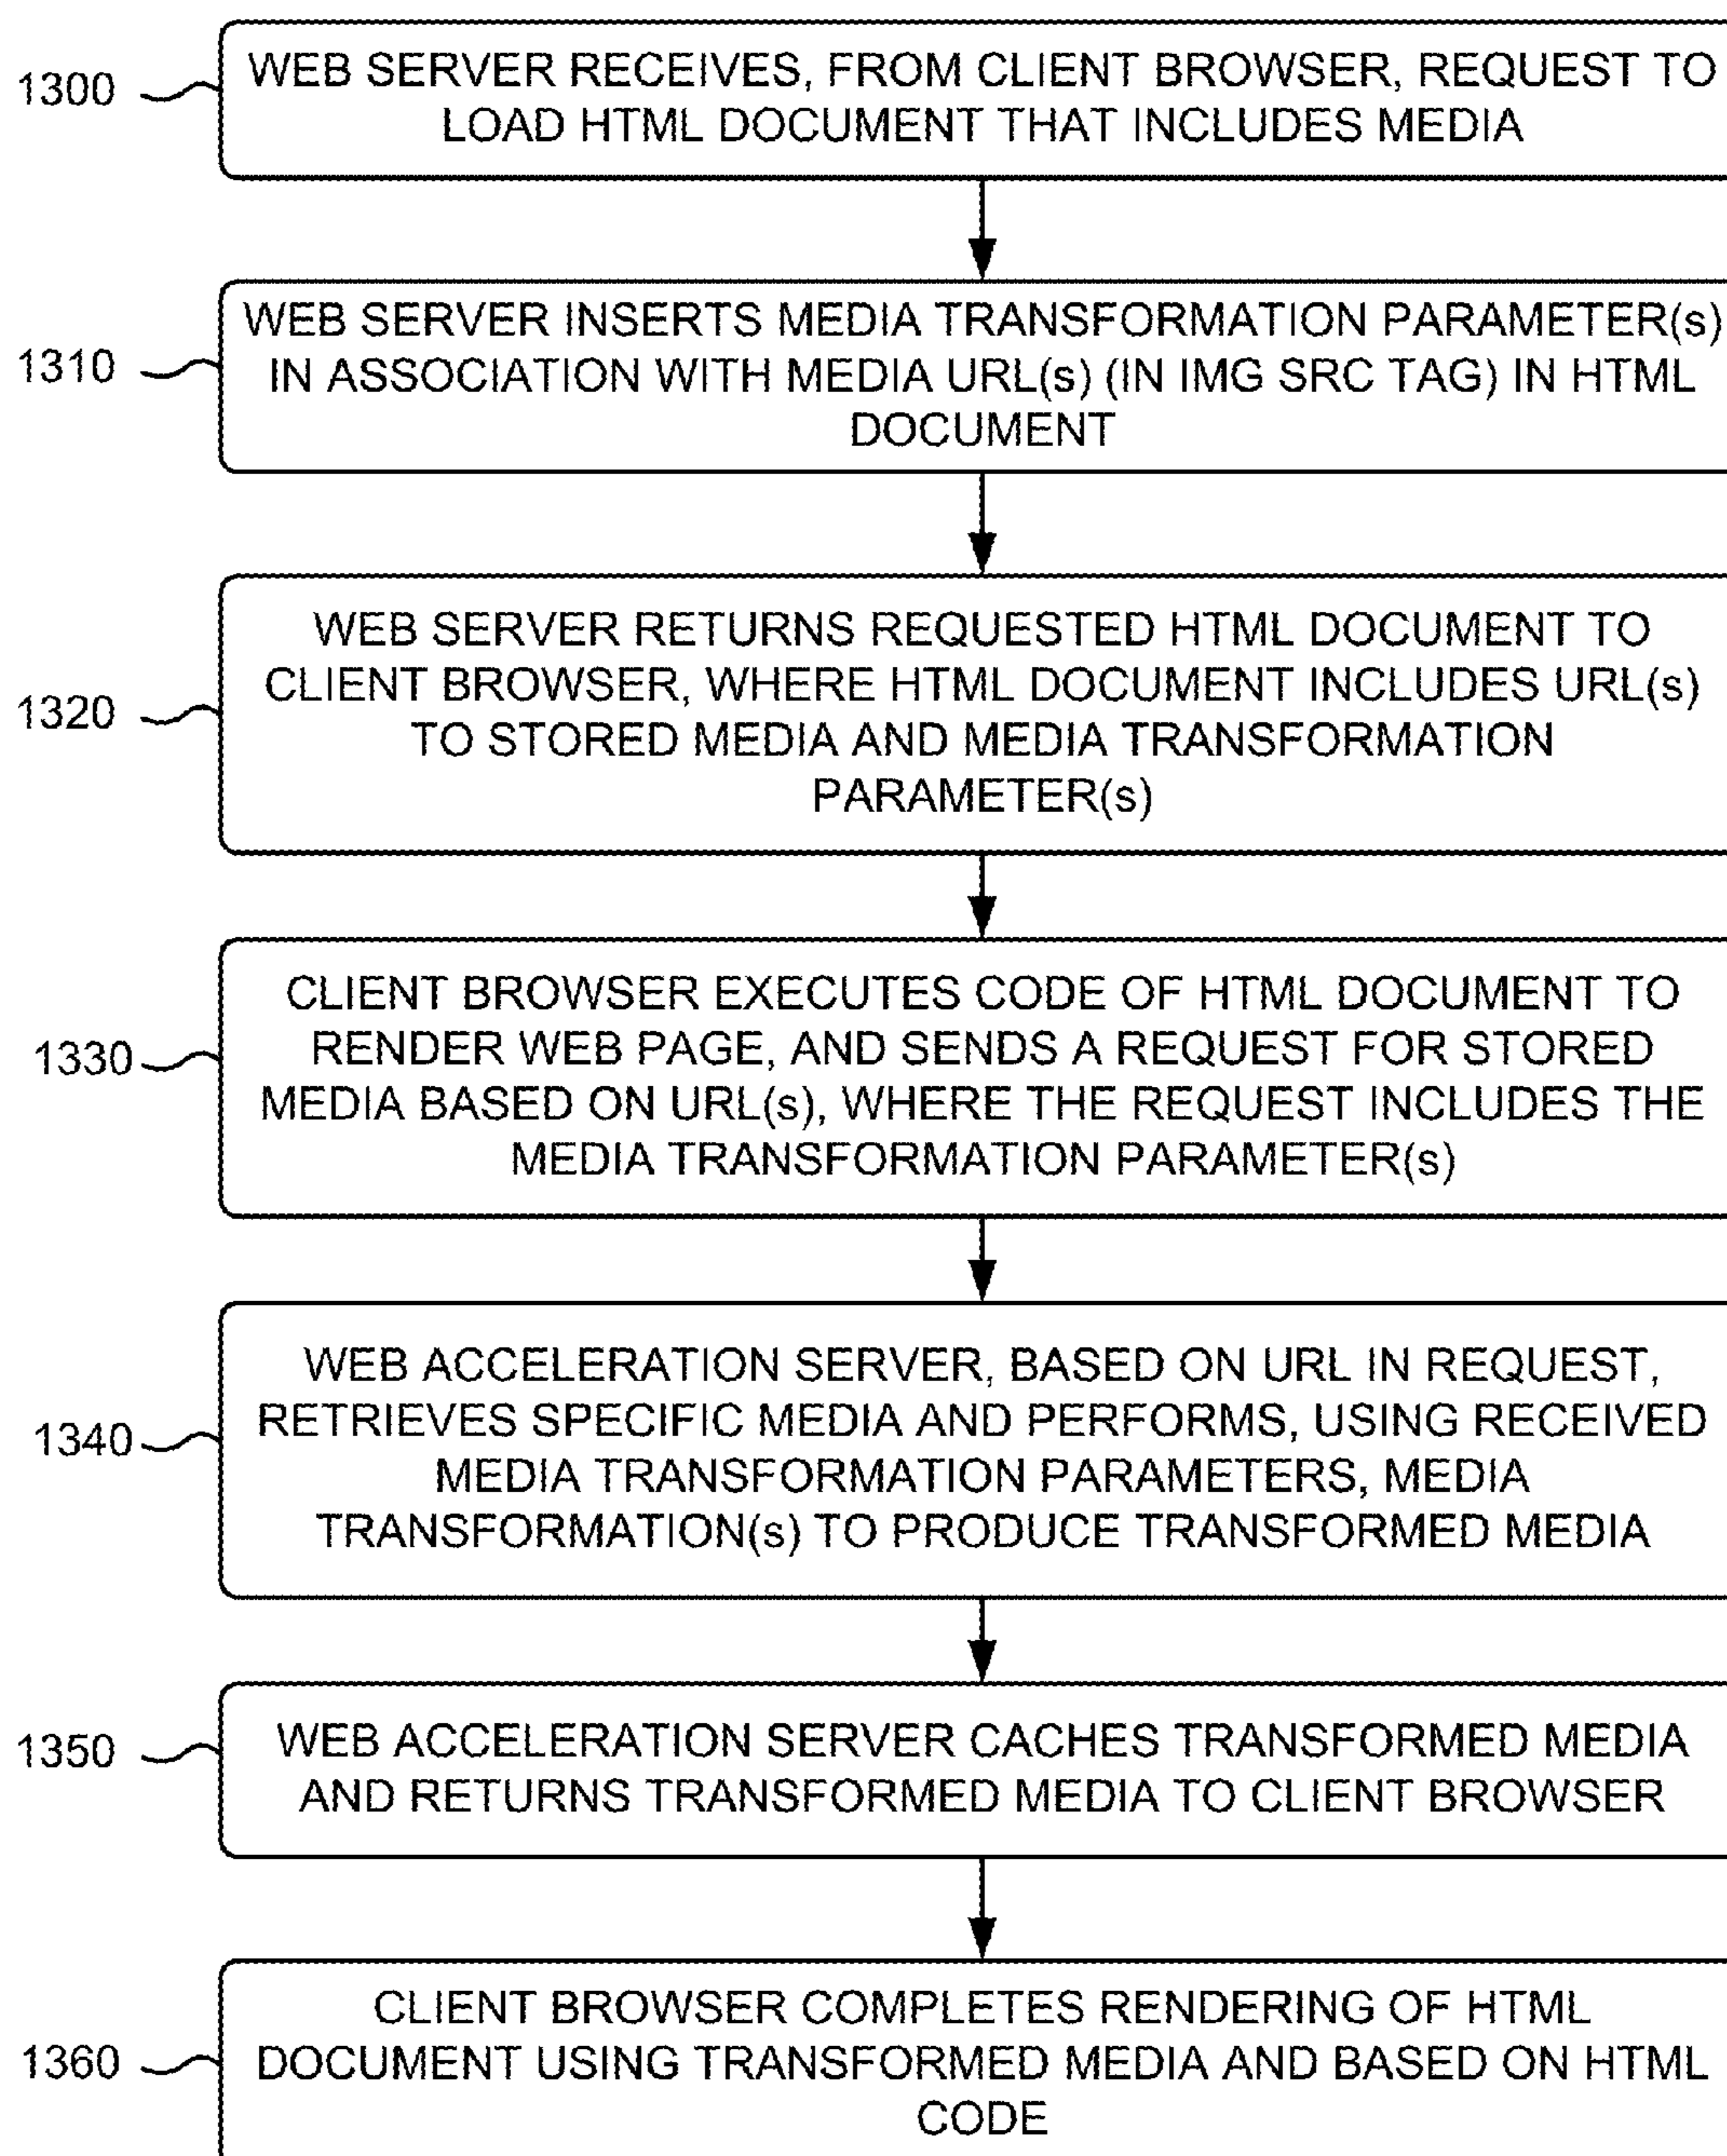 1300
WEB SERVER RECEIVES, FROM CLIENT BROWSER, REQUEST TO
LOAD HTML DOCUMENT THAT INCLUDES MEDIA
1310
WEB SERVER INSERTS MEDIA TRANSFORMATION PARAMETER(s)
IN ASSOCIATION WITH MEDIA URL(s) (IN IMG SRC TAG) IN HTML
DOCUMENT
1320
WEB SERVER RETURNS REQUESTED HTML DOCUMENT TO
CLIENT BROWSER, WHERE HTML DOCUMENT INCLUDES URL(s)
TO STORED MEDIA AND MEDIA TRANSFORMATION
PARAMETER(s)
1330
CLIENT BROWSER EXECUTES CODE OF HTML DOCUMENT TO
RENDER WEB PAGE, AND SENDS A REQUEST FOR STORED
MEDIA BASED ON URL(s), WHERE THE REQUEST INCLUDES THE
MEDIA TRANSFORMATION PARAMETER(s)
1340
WEB ACCELERATION SERVER, BASED ON URL IN REQUEST,
RETRIEVES SPECIFIC MEDIA AND PERFORMS, USING RECEIVED
MEDIA TRANSFORMATION PARAMETERS, MEDIA
TRANSFORMATION(s) TO PRODUCE TRANSFORMED MEDIA
1350
WEB ACCELERATION SERVER CACHES TRANSFORMED MEDIA
AND RETURNS TRANSFORMED MEDIA TO CLIENT BROWSER
1360
CLIENT BROWSER COMPLETES RENDERING OF HTML
DOCUMENT USING TRANSFORMED MEDIA AND BASED ON HTML
CODE